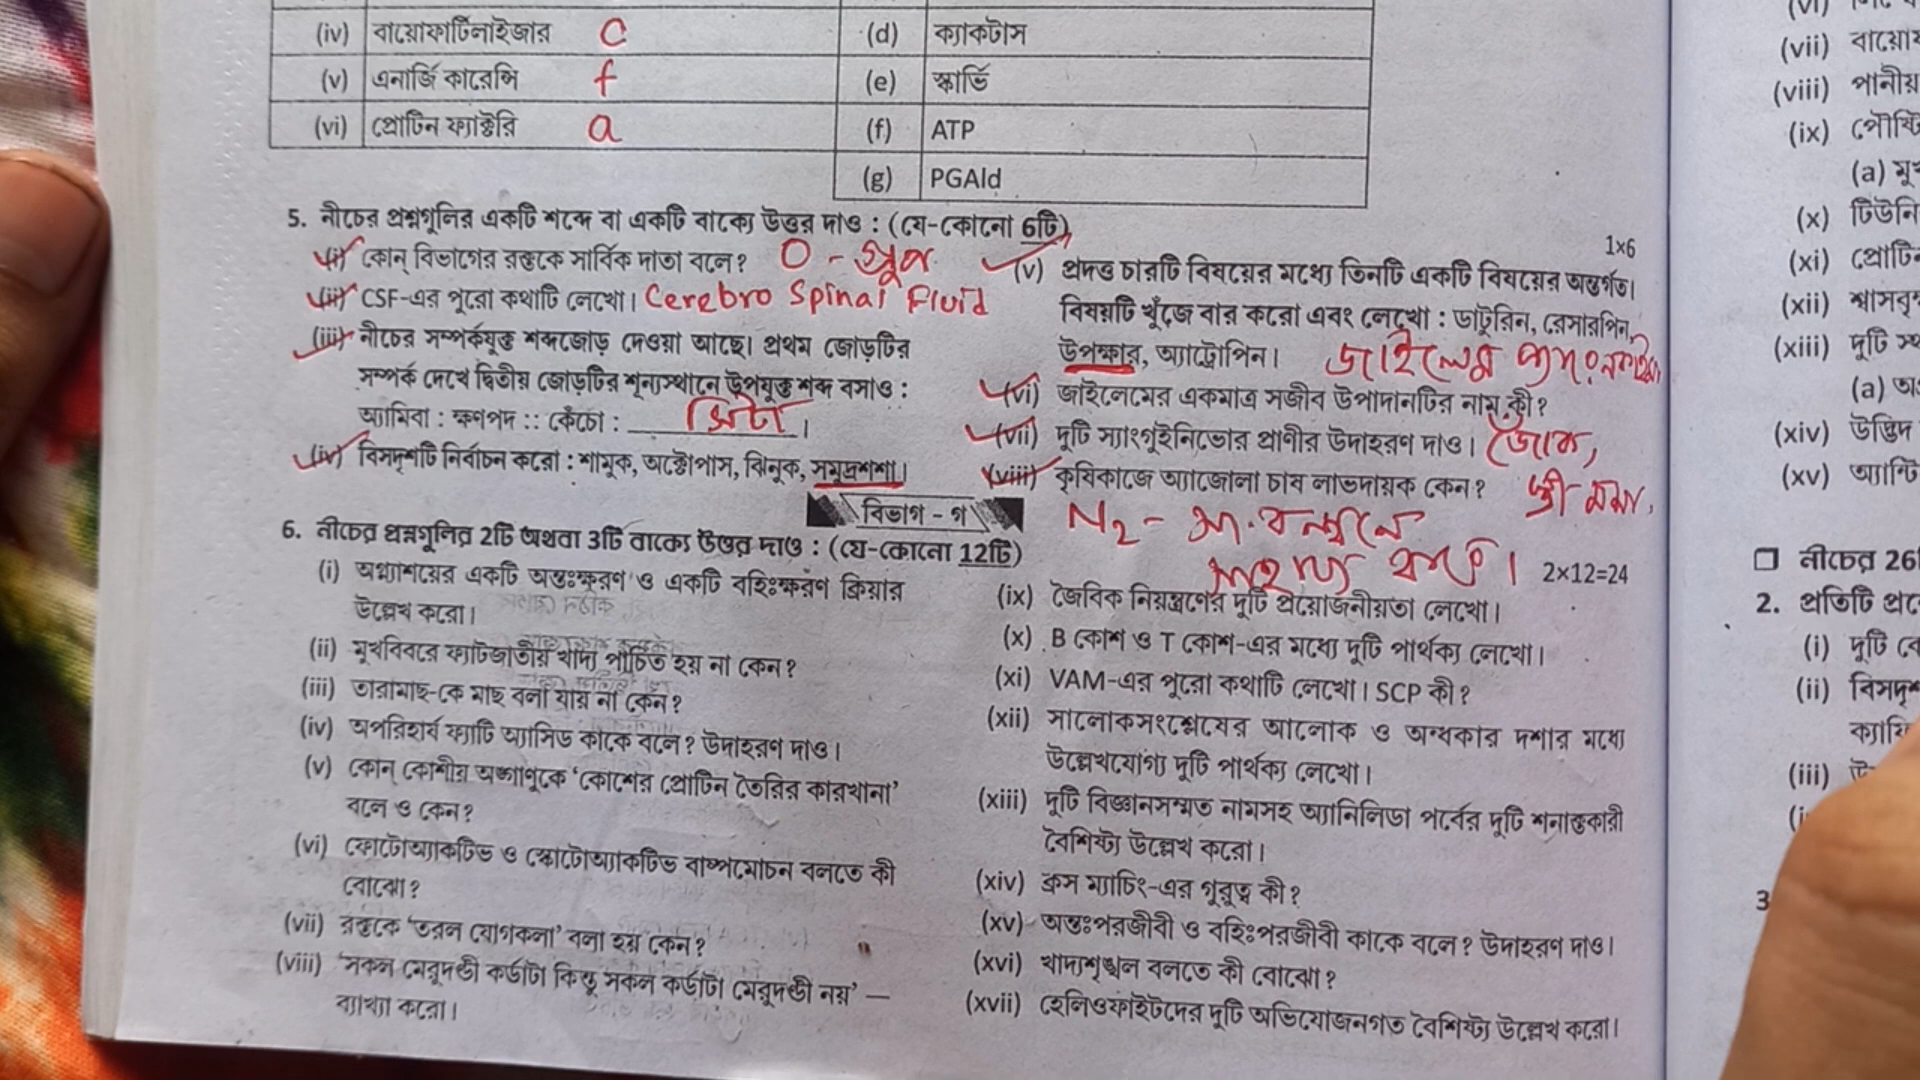 (iv) বায়োফার্টিলাইজার c (d) ক্যাকটাস
(v) এনার্জি কারেন্সি f (e) স্কার্ভি
(vi) প্রোটিন ফ্যাক্টরি a (f) ATP
(g) PGAld
5. নীচের প্রশ্নগুলির একটি শব্দে বা একটি বাক্যে উত্তর দাও : (যে-কোনো 6টি)
1×6
(i) কোন্ বিভাগের রক্তকে সার্বিক দাতা বলে? O - গ্রুপ
(ii) CSF-এর পুরো কথাটি লেখো। Cerebro Spinal Fluid
(iii) নীচের সম্পর্কযুক্ত শব্দজোড় দেওয়া আছে। প্রথম জোড়টির
সম্পর্ক দেখে দ্বিতীয় জোড়টির শূন্যস্থানে উপযুক্ত শব্দ বসাও :
অ্যামিবা : ক্ষণপদ :: কেঁচো : সিটা ।
(iv) বিসদৃশটি নির্বাচন করো : শামুক, অক্টোপাস, ঝিনুক, সমুদ্রশশা।
(v) প্রদত্ত চারটি বিষয়ের মধ্যে তিনটি একটি বিষয়ের অন্তর্গত।
বিষয়টি খুঁজে বার করো এবং লেখো : ডাটুরিন, রেসারপিন,
উপক্ষার, অ্যাট্রোপিন। জাইলেম
(vi) জাইলেমের একমাত্র সজীব উপাদানটির নাম কী?
(vii) দুটি স্যাংগুইনিভোর প্রাণীর উদাহরণ দাও। জোঁক,
(viii) কৃষিকাজে অ্যাজোলা চাষ লাভদায়ক কেন? স্ত্রী মশা,
N2 -
সাহায্য করে।
বিভাগ - গ
6. নীচের প্রশ্নগুলির 2টি অথবা 3টি বাক্যে উত্তর দাও : (যে-কোনো 12টি)
2×12=24
(i) অগ্ন্যাশয়ের একটি অন্তঃক্ষরণ ও একটি বহিঃক্ষরণ ক্রিয়ার
উল্লেখ করো।
(ii) মুখবিবরে ফ্যাটজাতীয় খাদ্য পাচিত হয় না কেন?
(iii) তারামাছ-কে মাছ বলা যায় না কেন?
(iv) অপরিহার্য ফ্যাটি অ্যাসিড কাকে বলে? উদাহরণ দাও।
(v) কোন্ কোশীয় অঙ্গাণুকে ‘কোশের প্রোটিন তৈরির কারখানা’
বলে ও কেন?
(vi) ফোটোঅ্যাকটিভ ও স্কোটোঅ্যাকটিভ বাষ্পমোচন বলতে কী
বোঝো?
(vii) রক্তকে ‘তরল যোগকলা’ বলা হয় কেন?
(viii) ‘সকল মেরুদণ্ডী কর্ডাটা কিন্তু সকল কর্ডাটা মেরুদণ্ডী নয়’ —
ব্যাখ্যা করো।
(ix) জৈবিক নিয়ন্ত্রণের দুটি প্রয়োজনীয়তা লেখো।
(x) B কোশ ও T কোশ-এর মধ্যে দুটি পার্থক্য লেখো।
(xi) VAM-এর পুরো কথাটি লেখো। SCP কী?
(xii) সালোকসংশ্লেষের আলোক ও অন্ধকার দশার মধ্যে
উল্লেখযোগ্য দুটি পার্থক্য লেখো।
(xiii) দুটি বিজ্ঞানসম্মত নামসহ অ্যানিলিডা পর্বের দুটি শনাক্তকারী
বৈশিষ্ট্য উল্লেখ করো।
(xiv) ক্রস ম্যাচিং-এর গুরুত্ব কী?
(xv) অন্তঃপরজীবী ও বহিঃপরজীবী কাকে বলে? উদাহরণ দাও।
(xvi) খাদ্যশৃঙ্খল বলতে কী বোঝো?
(xvii) হেলিওফাইটদের দুটি অভিযোজনগত বৈশিষ্ট্য উল্লেখ করো।
(vi)
(vii)
(viii) পানীয়
(ix)
(a)
(x)
(xi)
(xii)
(xiii) দুটি
(a)
(xiv) উদ্ভিদ
(xv)
নীচের
2. প্রতিটি
(i) দুটি
(ii)
(iii)
3